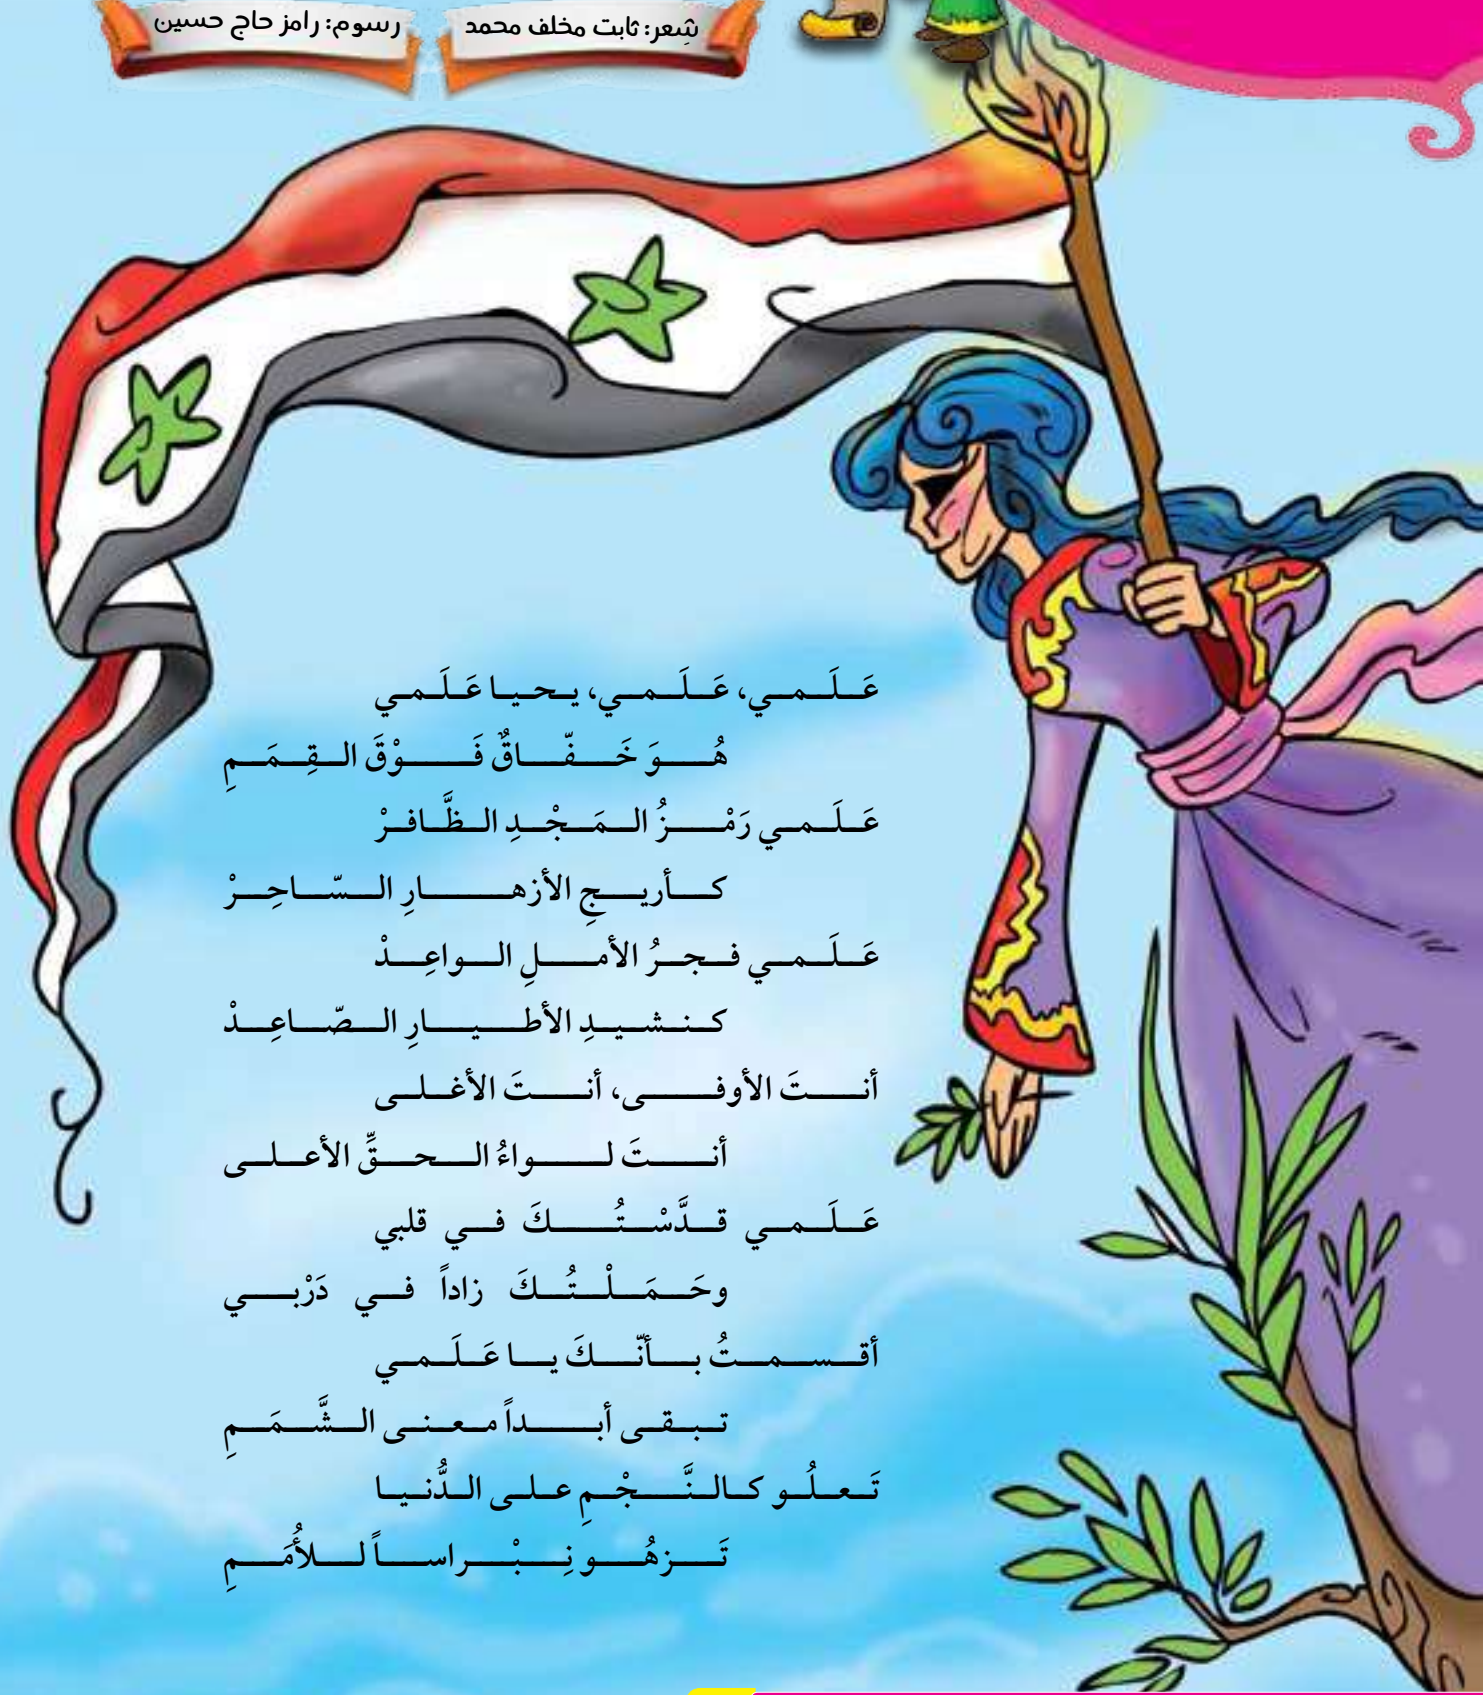 شِعر: ثابت مخلف محمد
رسوم: رامز حاج حسين
عَلَمي، عَلَمي، يحيا عَلَمي
هُوَ خَفّاقٌ فَوْقَ القِمَمِ
عَلَمي رَمْزُ المَجْدِ الظَّافرْ
كأريجِ الأزهارِ السّاحِرْ
عَلَمي فجرُ الأملِ الواعِدْ
كنشيدِ الأطيارِ الصّاعِدْ
أنتَ الأوفى، أنتَ الأغلى
أنتَ لواءُ الحقِّ الأعلى
عَلَمي قدَّسْتُكَ في قلبي
وحَمَلْتُكَ زاداً في دَرْبي
أقسمتُ بأنّكَ يا عَلَمي
تبقى أبداً معنى الشَّمَمِ
تَعلُو كالنَّجْمِ على الدُّنيا
تَزهُو نِبْراساً للأُمَمِ